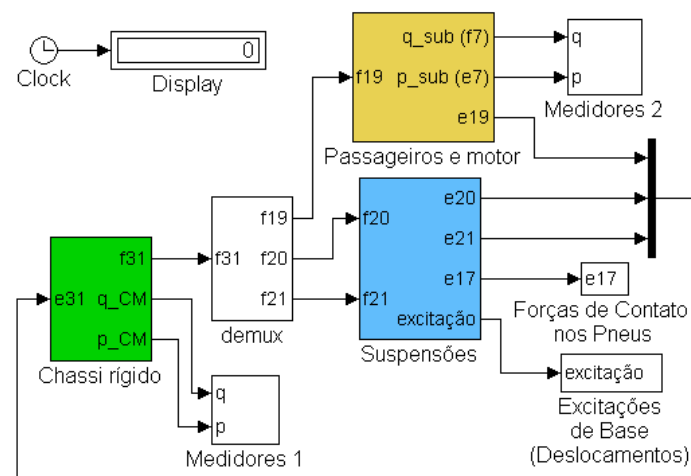 Clock
0
Display
f19
q_sub (f7)
p_sub (e7)
e19
Passageiros e motor
q
p
Medidores 2
f31
f19
f20
f21
demux
f20
f21
e20
e21
e17
excitação
Suspensões
e17
Forças de Contato
nos Pneus
excitação
Excitações
de Base
(Deslocamentos)
e31
f31
q_CM
p_CM
Chassi rígido
q
p
Medidores 1